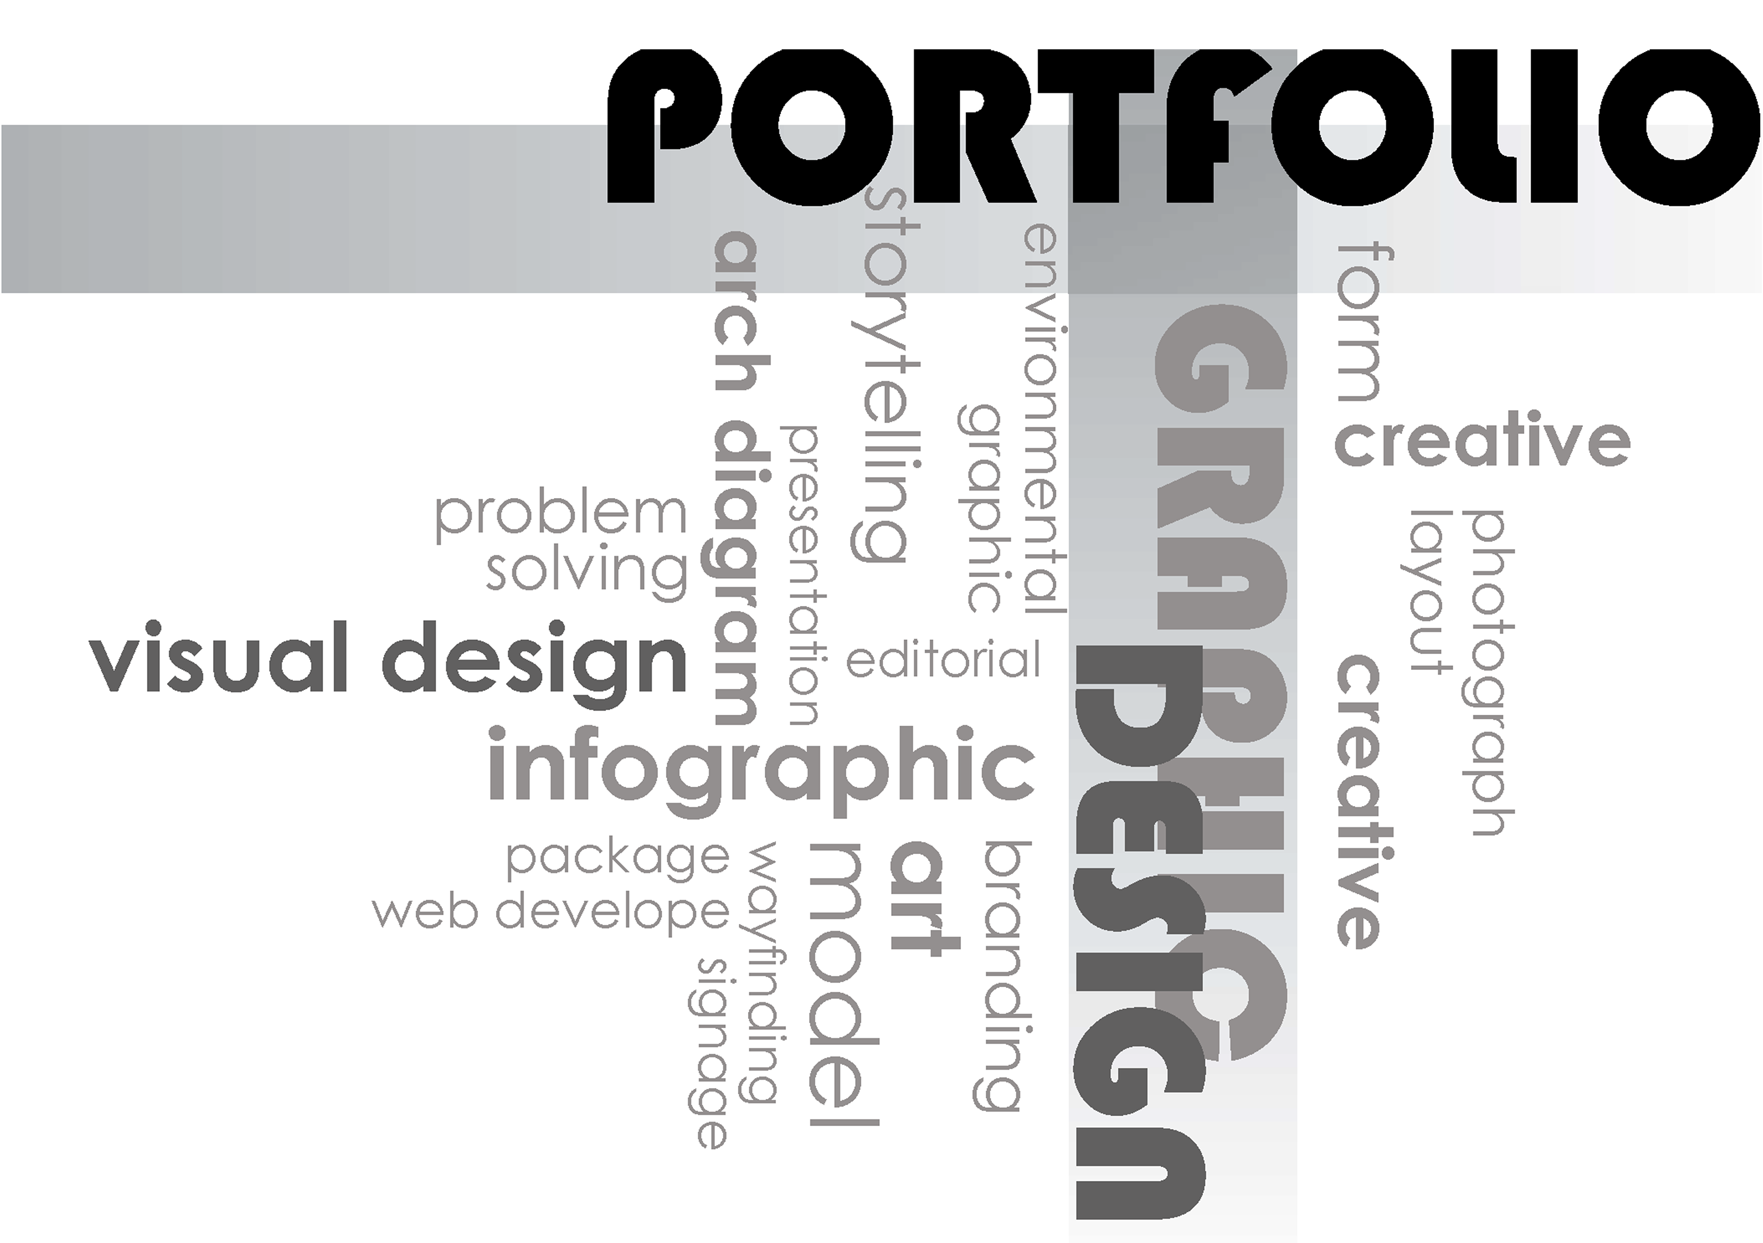 PORTFOLIO
GRAPHIC
DESIGN
arch diagram
storytelling
environmental
graphic
presentation
problem
solving
visual design
editorial
infographic
package
web develope
wayfinding
signage
model
art
branding
form
creative
photograph
layout
creative